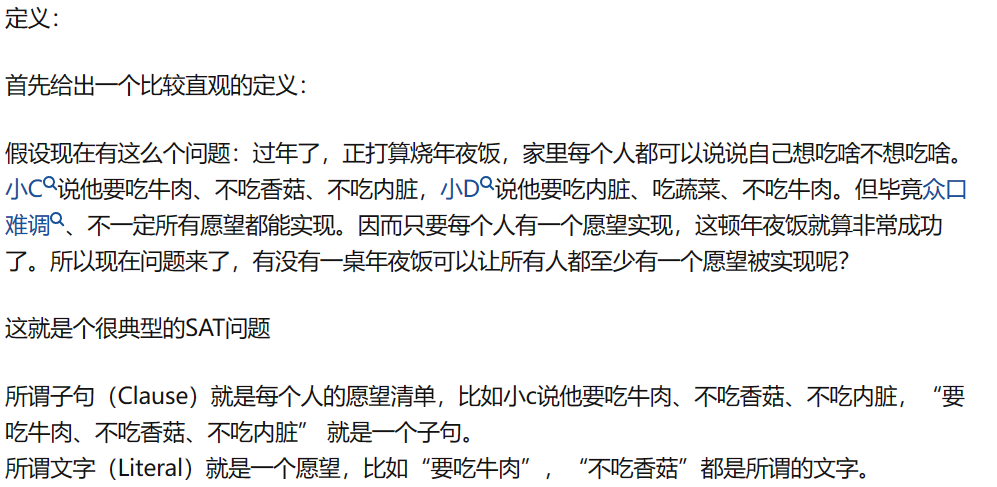 定义：
首先给出一个比较直观的定义：
假设现在有这么个问题：过年了，正打算烧年夜饭，家里每个人都可以说说自己想吃啥不想吃啥。
小C说他要吃牛肉、不吃香菇、不吃内脏，小D说他要吃内脏、吃蔬菜、不吃牛肉。但毕竟众口
难调、不一定所有愿望都能实现。因而只要每个人有一个愿望实现，这顿年夜饭就算非常成功
了。所以现在问题来了，有没有一桌年夜饭可以让所有人都至少有一个愿望被实现呢？
这就是个很典型的SAT问题
所谓子句（Clause）就是每个人的愿望清单，比如小c说他要吃牛肉、不吃香菇、不吃内脏，“要
吃牛肉、不吃香菇、不吃内脏” 就是一个子句。
所谓文字（Literal）就是一个愿望，比如“要吃牛肉”，“不吃香菇”都是所谓的文字。